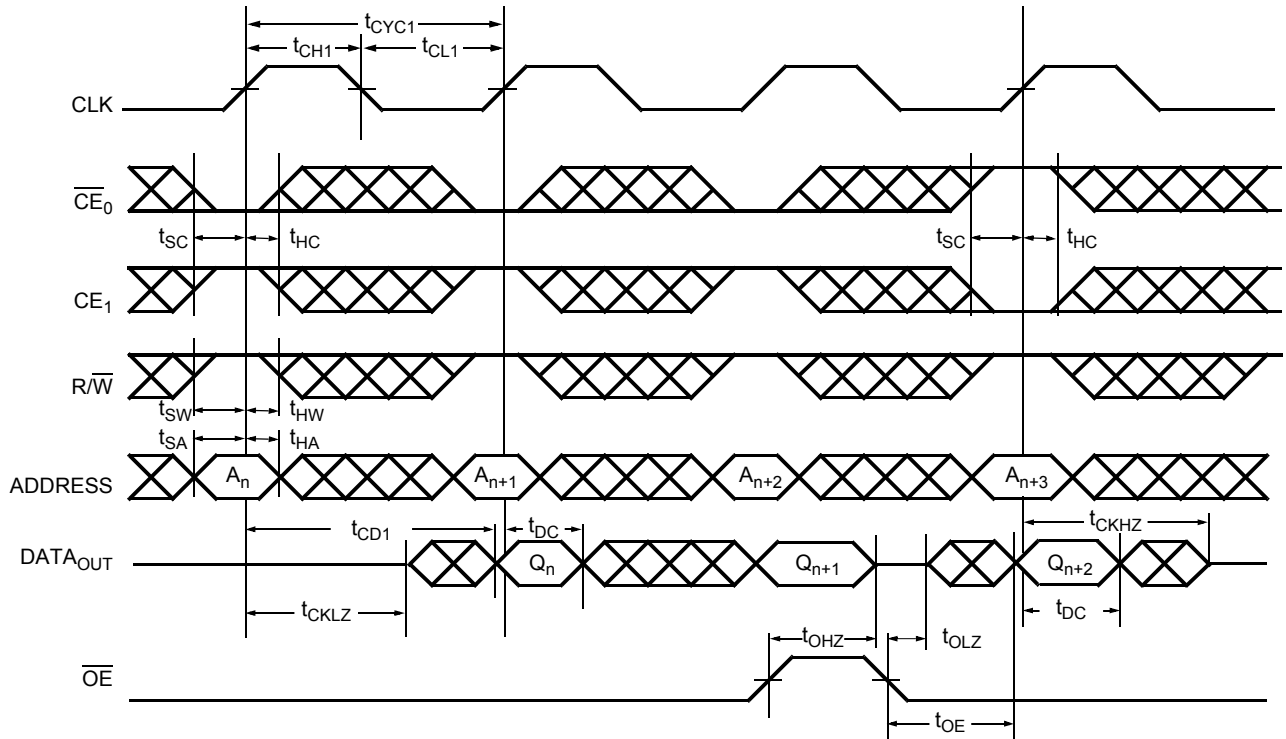 tCYC1
tCH1 tCL1
CLK
CE0
tSC tHC tSC tHC
CE1
R/W
tSW tHW
tSA tHA
ADDRESS An An+1 An+2 An+3
tCD1 tDC tCKHZ
DATAOUT Qn Qn+1 Qn+2
tCKLZ tDC
tOHZ tOLZ
OE
tOE